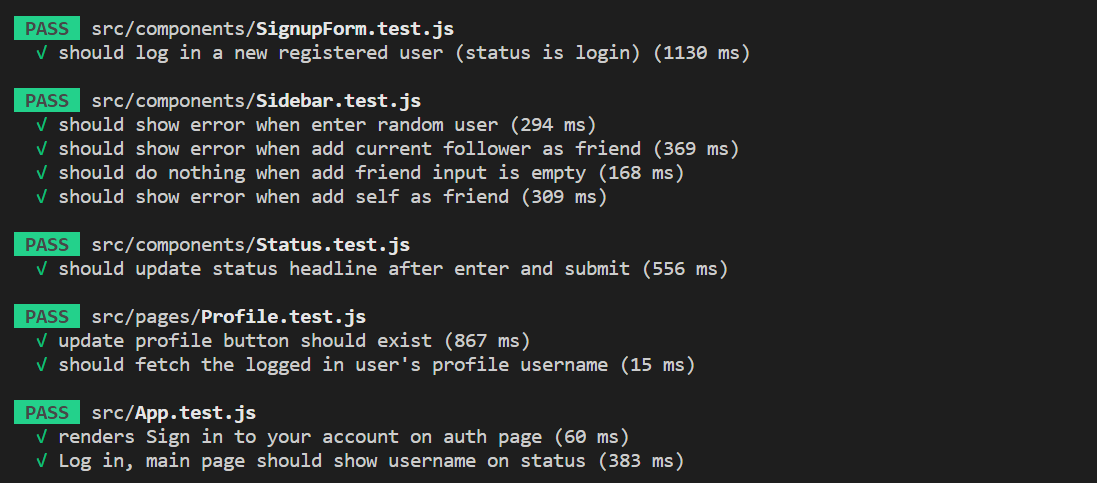 PASS src/components/SignupForm.test.js
√ should log in a new registered user (status is login) (1130 ms)
PASS src/components/Sidebar.test.js
√ should show error when enter random user (294 ms)
√ should show error when add current follower as friend (369 ms)
√ should do nothing when add friend input is empty (168 ms)
√ should show error when add self as friend (309 ms)
PASS src/components/Status.test.js
√ should update status headline after enter and submit (556 ms)
PASS src/pages/Profile.test.js
√ update profile button should exist (867 ms)
√ should fetch the logged in user's profile username (15 ms)
PASS src/App.test.js
√ renders Sign in to your account on auth page (60 ms)
√ Log in, main page should show username on status (383 ms)